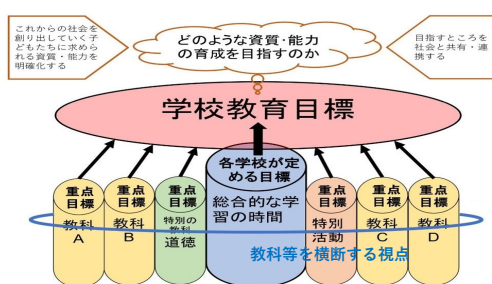 これからの社会を
創り出していく子
どもたちに求めら
れる資質・能力を
明確化する
どのような資質・能力
の育成を目指すのか
目指すところを
社会と共有・連
携する
学校教育目標
各学校が定
める目標
重点
目標
教科
A
重点
目標
教科
B
重点
目標
特別の
教科
道徳
総合的な学
習の時間
重点
目標
特別
活動
重点
目標
教科
C
重点
目標
教科
D
教科等を横断する視点